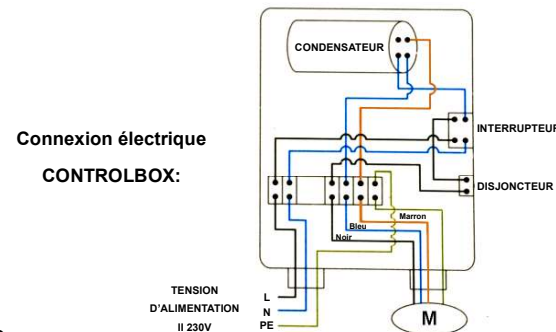 CONDENSATEUR
INTERRUPTEUR
Connexion électrique
CONTROLBOX:
DISJONCTEUR
Marron
Bleu
Noir
TENSION
D'ALIMENTATION
II 230V
L
N
PE
M